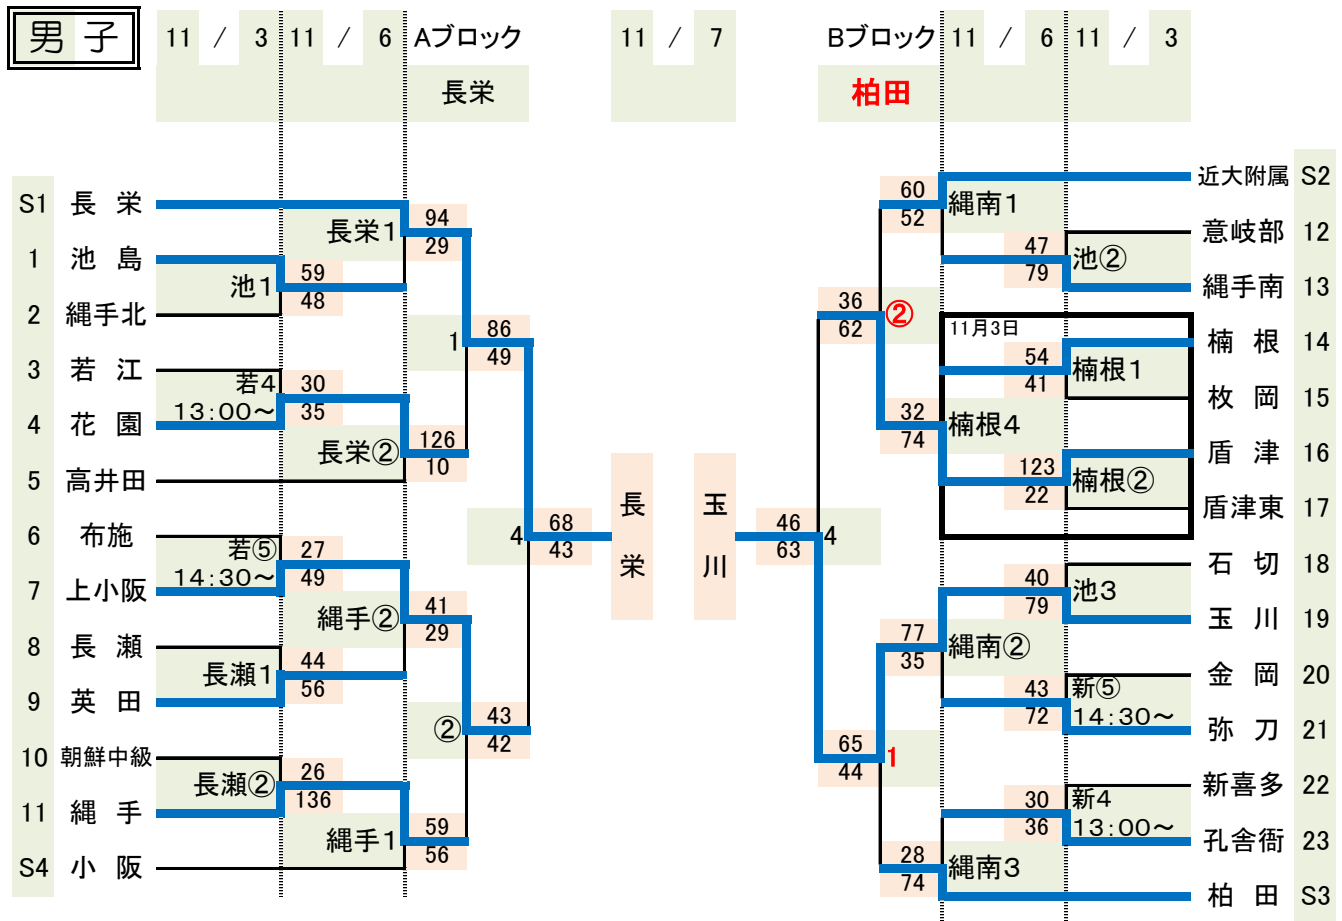 男 子
11 / 3 11 / 6 Aブロック 11 / 7 Bブロック 11 / 6 11 / 3
長栄 柏田
S1 長 栄
1 池 島
2 縄手北
3 若 江
4 花 園
5 高井田
6 布施
7 上小阪
8 長 瀬
9 英 田
10 朝鮮中級
11 縄 手
S4 小 阪
池1
若4
13:00～
若⑤
14:30～
長瀬1
長瀬②
59
48
30
35
27
49
44
56
26
136
長栄1
長栄②
縄手②
縄手1
94
29
126
10
41
29
59
56
1
②
86
49
43
42
4
68
43
長栄
玉川
46
63
4
36
62
②
65
44
1
60
52
32
74
77
35
28
74
縄南1
楠根4
縄南②
縄南3
11月3日
47
79
54
41
123
22
40
79
43
72
30
36
池②
楠根1
楠根②
池3
新⑤
14:30～
新4
13:00～
近大附属 S2
意岐部 12
縄手南 13
楠 根 14
枚 岡 15
盾 津 16
盾津東 17
石 切 18
玉 川 19
金 岡 20
弥 刀 21
新喜多 22
孔舎衙 23
柏 田 S3